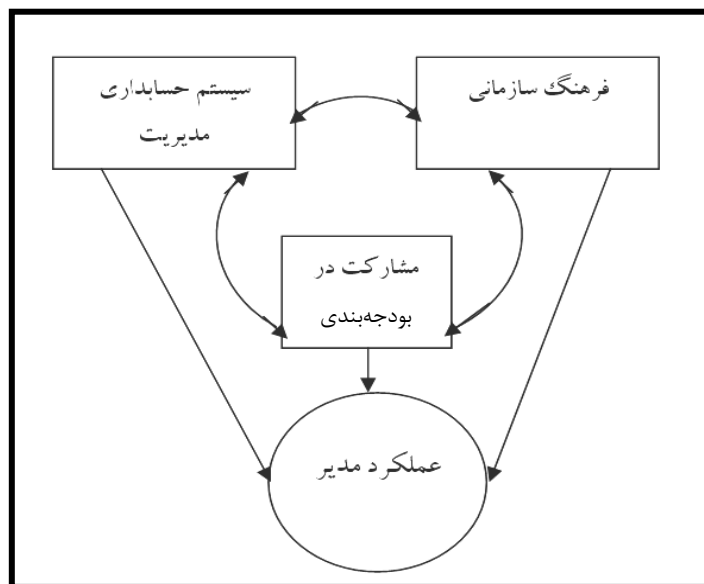 فرهنگ سازمانی
سیستم حسابداری
مدیریت
مشارکت در
بودجه‌بندی
عملکرد مدیر